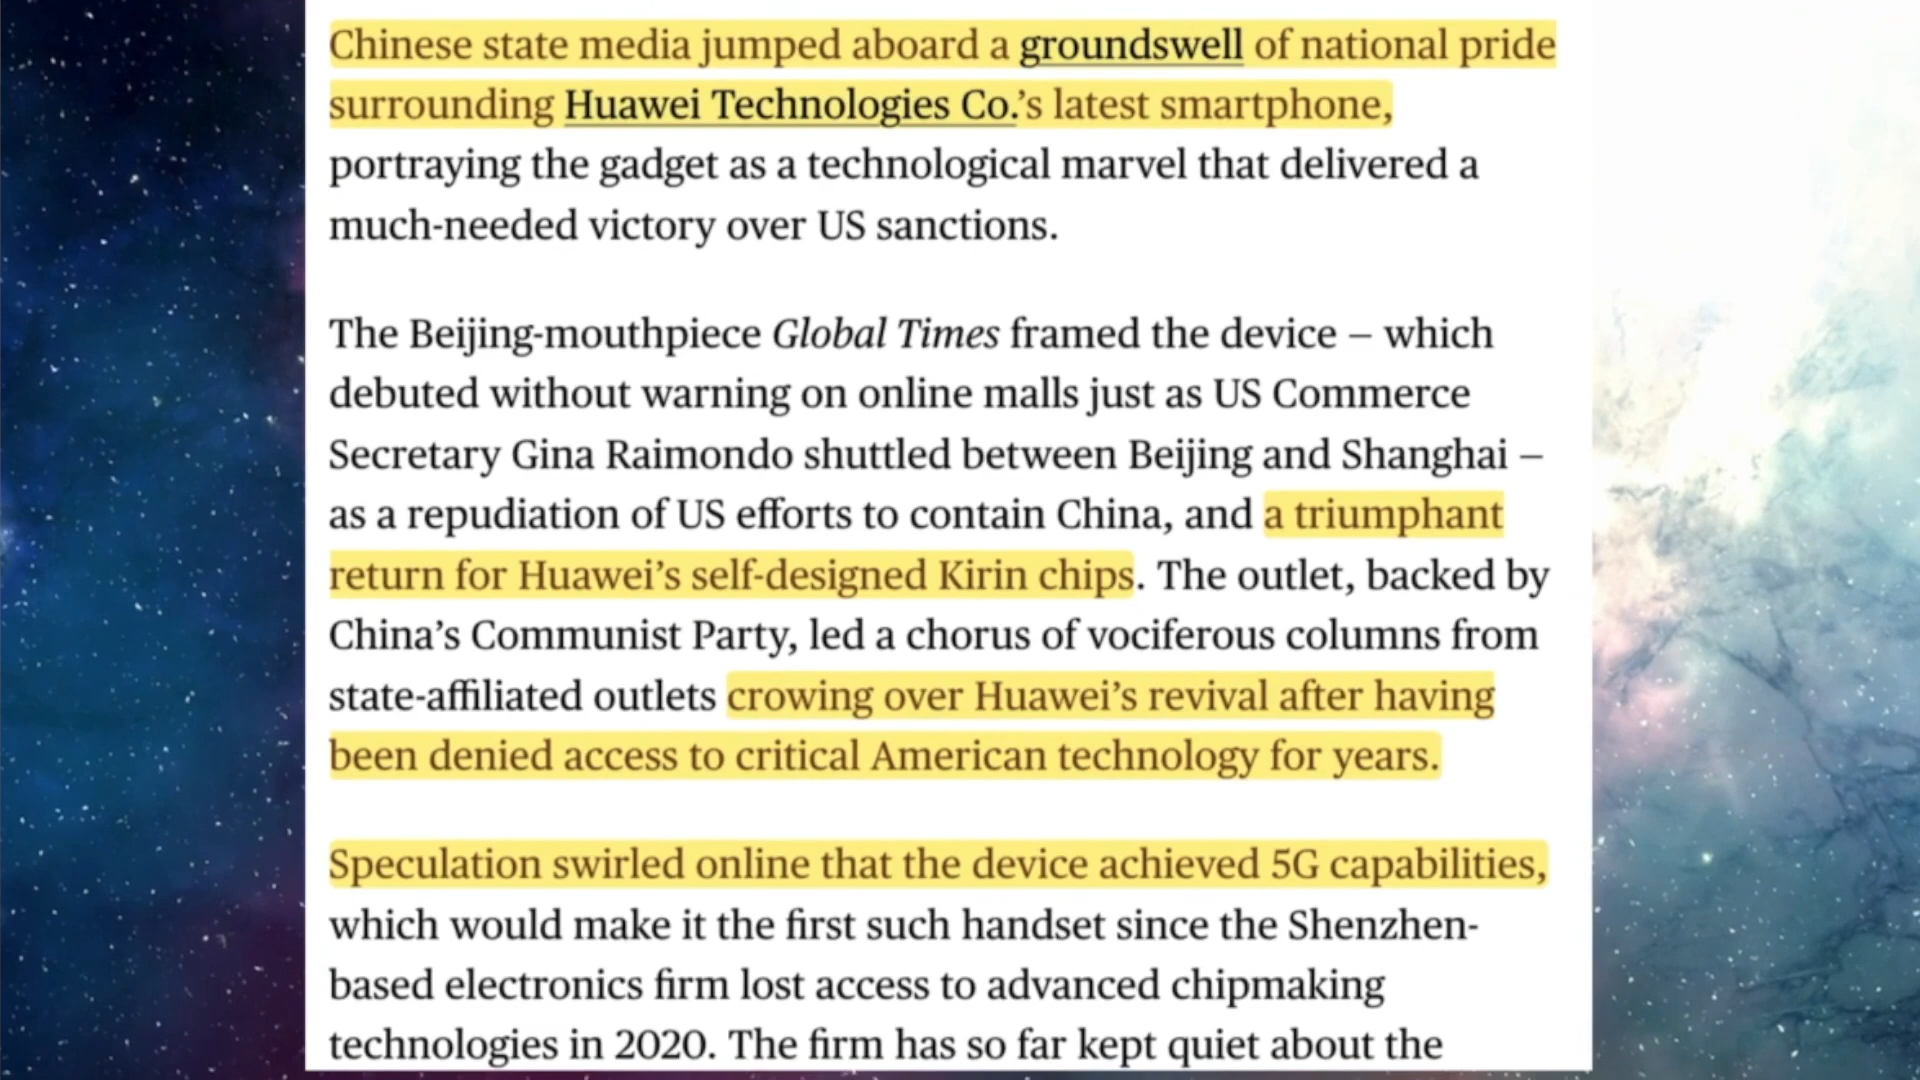 Chinese state media jumped aboard a groundswell of national pride
surrounding Huawei Technologies Co.’s latest smartphone,
portraying the gadget as a technological marvel that delivered a
much-needed victory over US sanctions.
The Beijing-mouthpiece Global Times framed the device – which
debuted without warning on online malls just as US Commerce
Secretary Gina Raimondo shuttled between Beijing and Shanghai –
as a repudiation of US efforts to contain China, and a triumphant
return for Huawei’s self-designed Kirin chips. The outlet, backed by
China’s Communist Party, led a chorus of vociferous columns from
state-affiliated outlets crowing over Huawei’s revival after having
been denied access to critical American technology for years.
Speculation swirled online that the device achieved 5G capabilities,
which would make it the first such handset since the Shenzhen-
based electronics firm lost access to advanced chipmaking
technologies in 2020. The firm has so far kept quiet about the